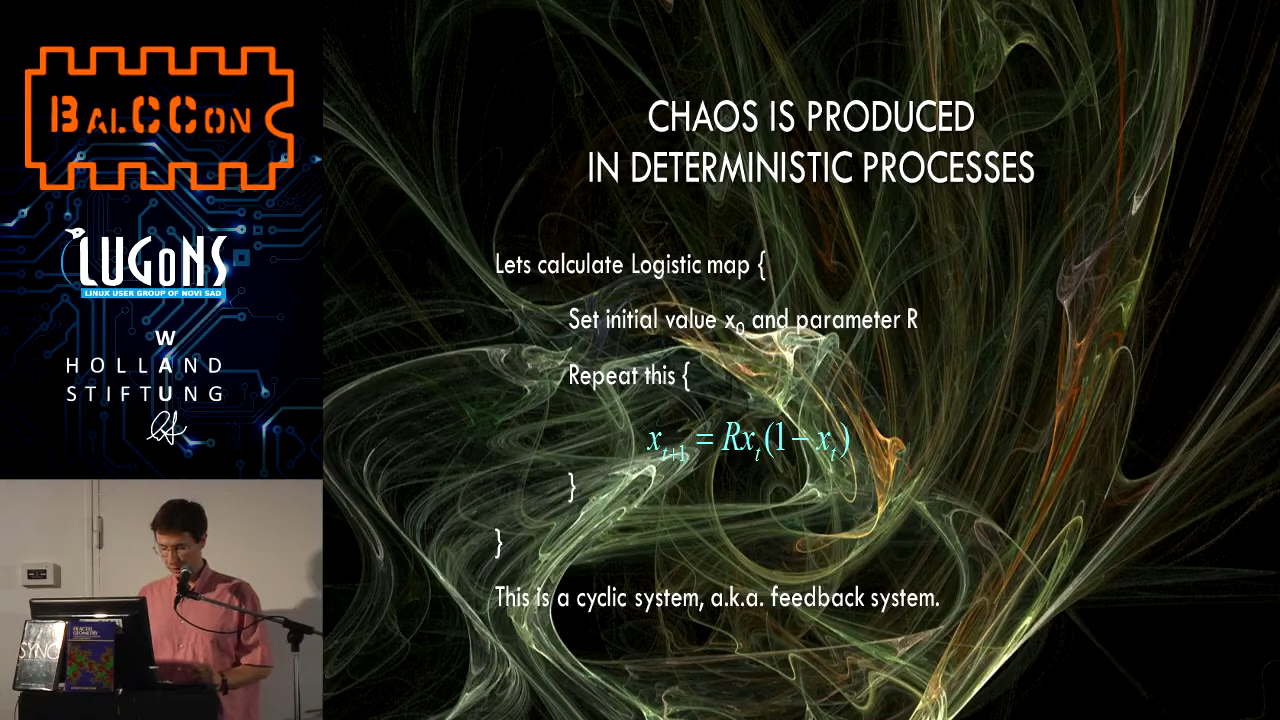 BALCCON
LUGONS
LINUX USER GROUP OF NOVI SAD
W
HOLLAND
STIFTUNG
CHAOS IS PRODUCED
IN DETERMINISTIC PROCESSES
Lets calculate Logistic map {
Set initial value x₀ and parameter R
Repeat this {
xₜ₊₁ = Rxₜ(1 − xₜ)
}
}
This is a cyclic system, a.k.a. feedback system.
SYNC
FRACTAL
GEOMETRY